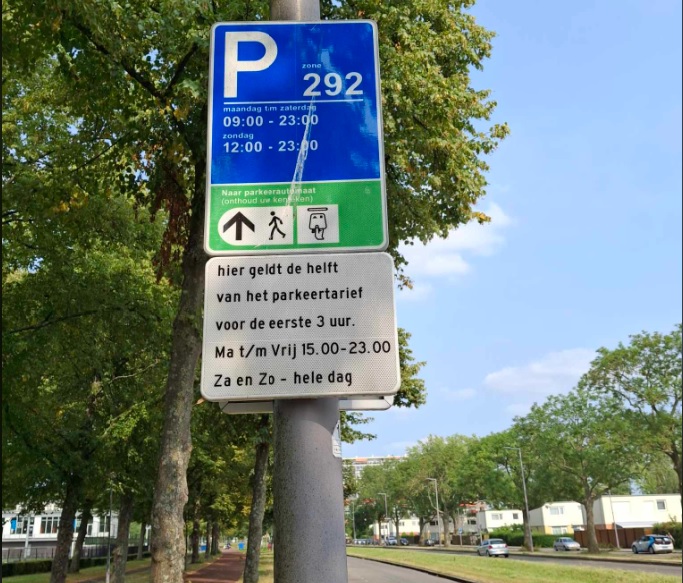 P
zone
292
maandag t.m zaterdag
09:00 - 23:00
zondag
12:00 - 23:00
Naar parkeerautomaat
(onthoud uw kenteken)
hier geldt de helft
van het parkeertarief
voor de eerste 3 uur.
Ma t/m Vrij 15.00-23.00
Za en Zo - hele dag